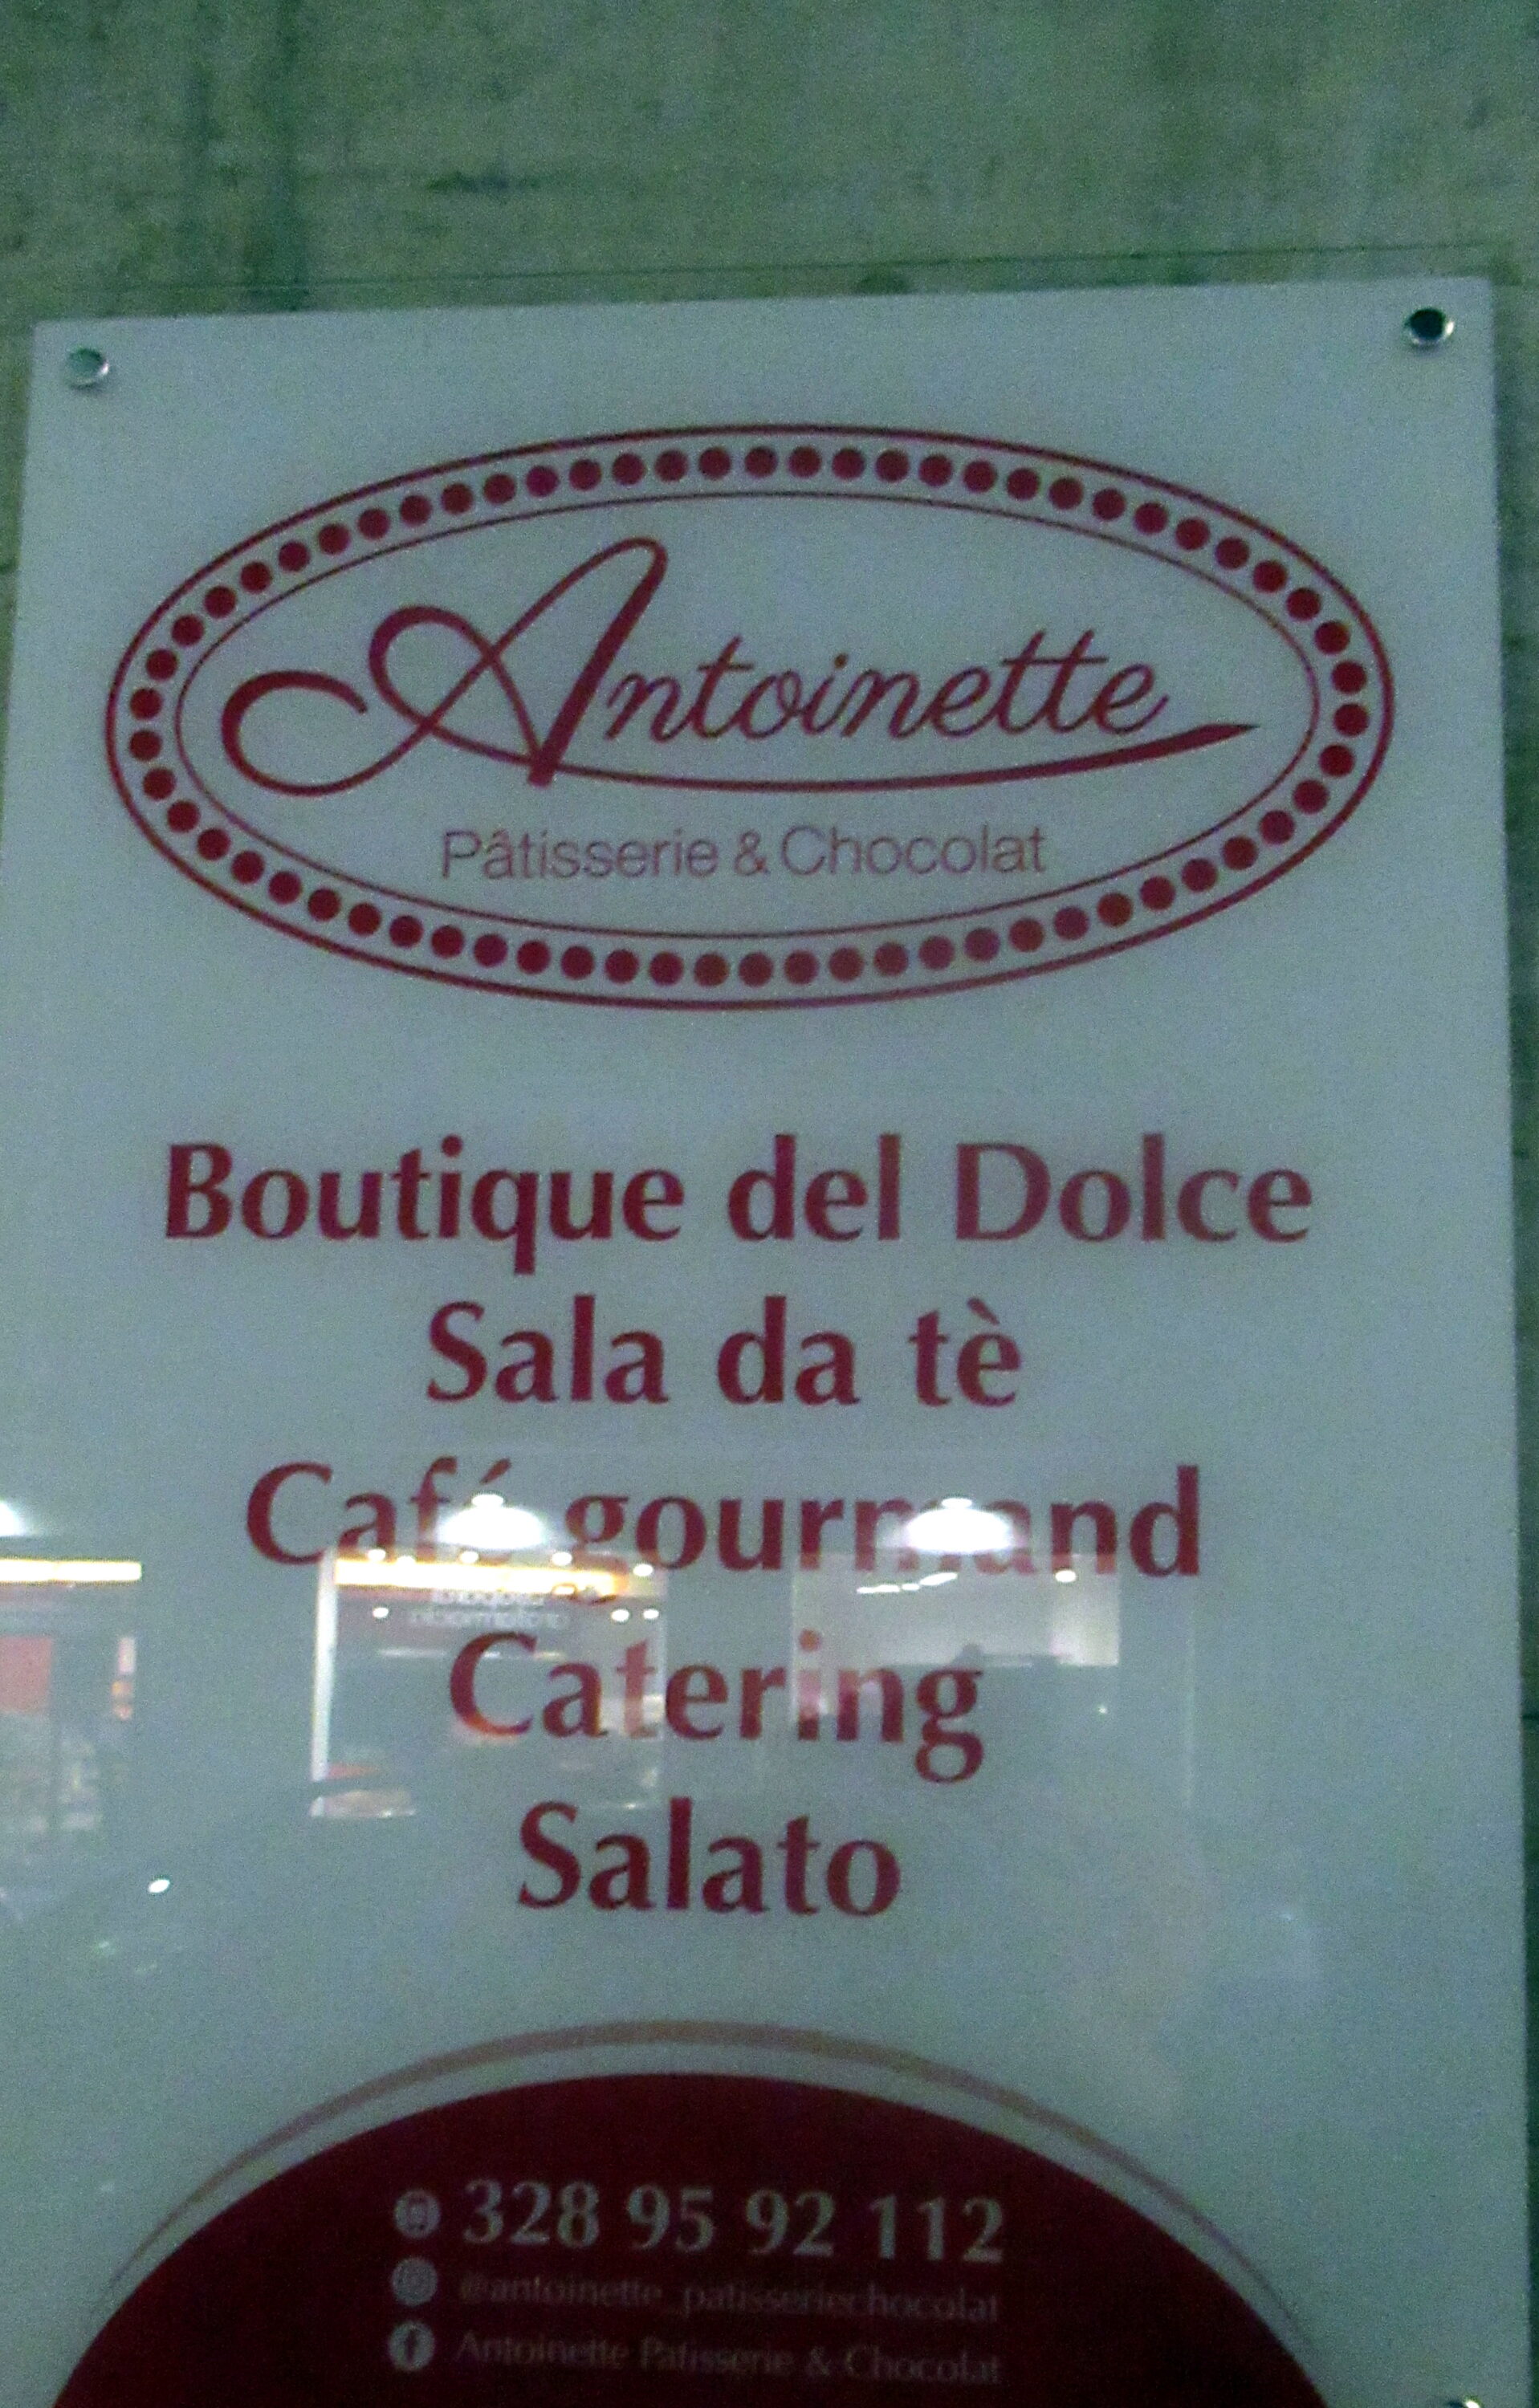 Antoinette
Pâtisserie & Chocolat
Boutique del Dolce
Sala da tè
Café gourmand
Catering
Salato
328 95 92 112
@antoinette_patisseriechocolat
Antoinette Patisserie & Chocolat